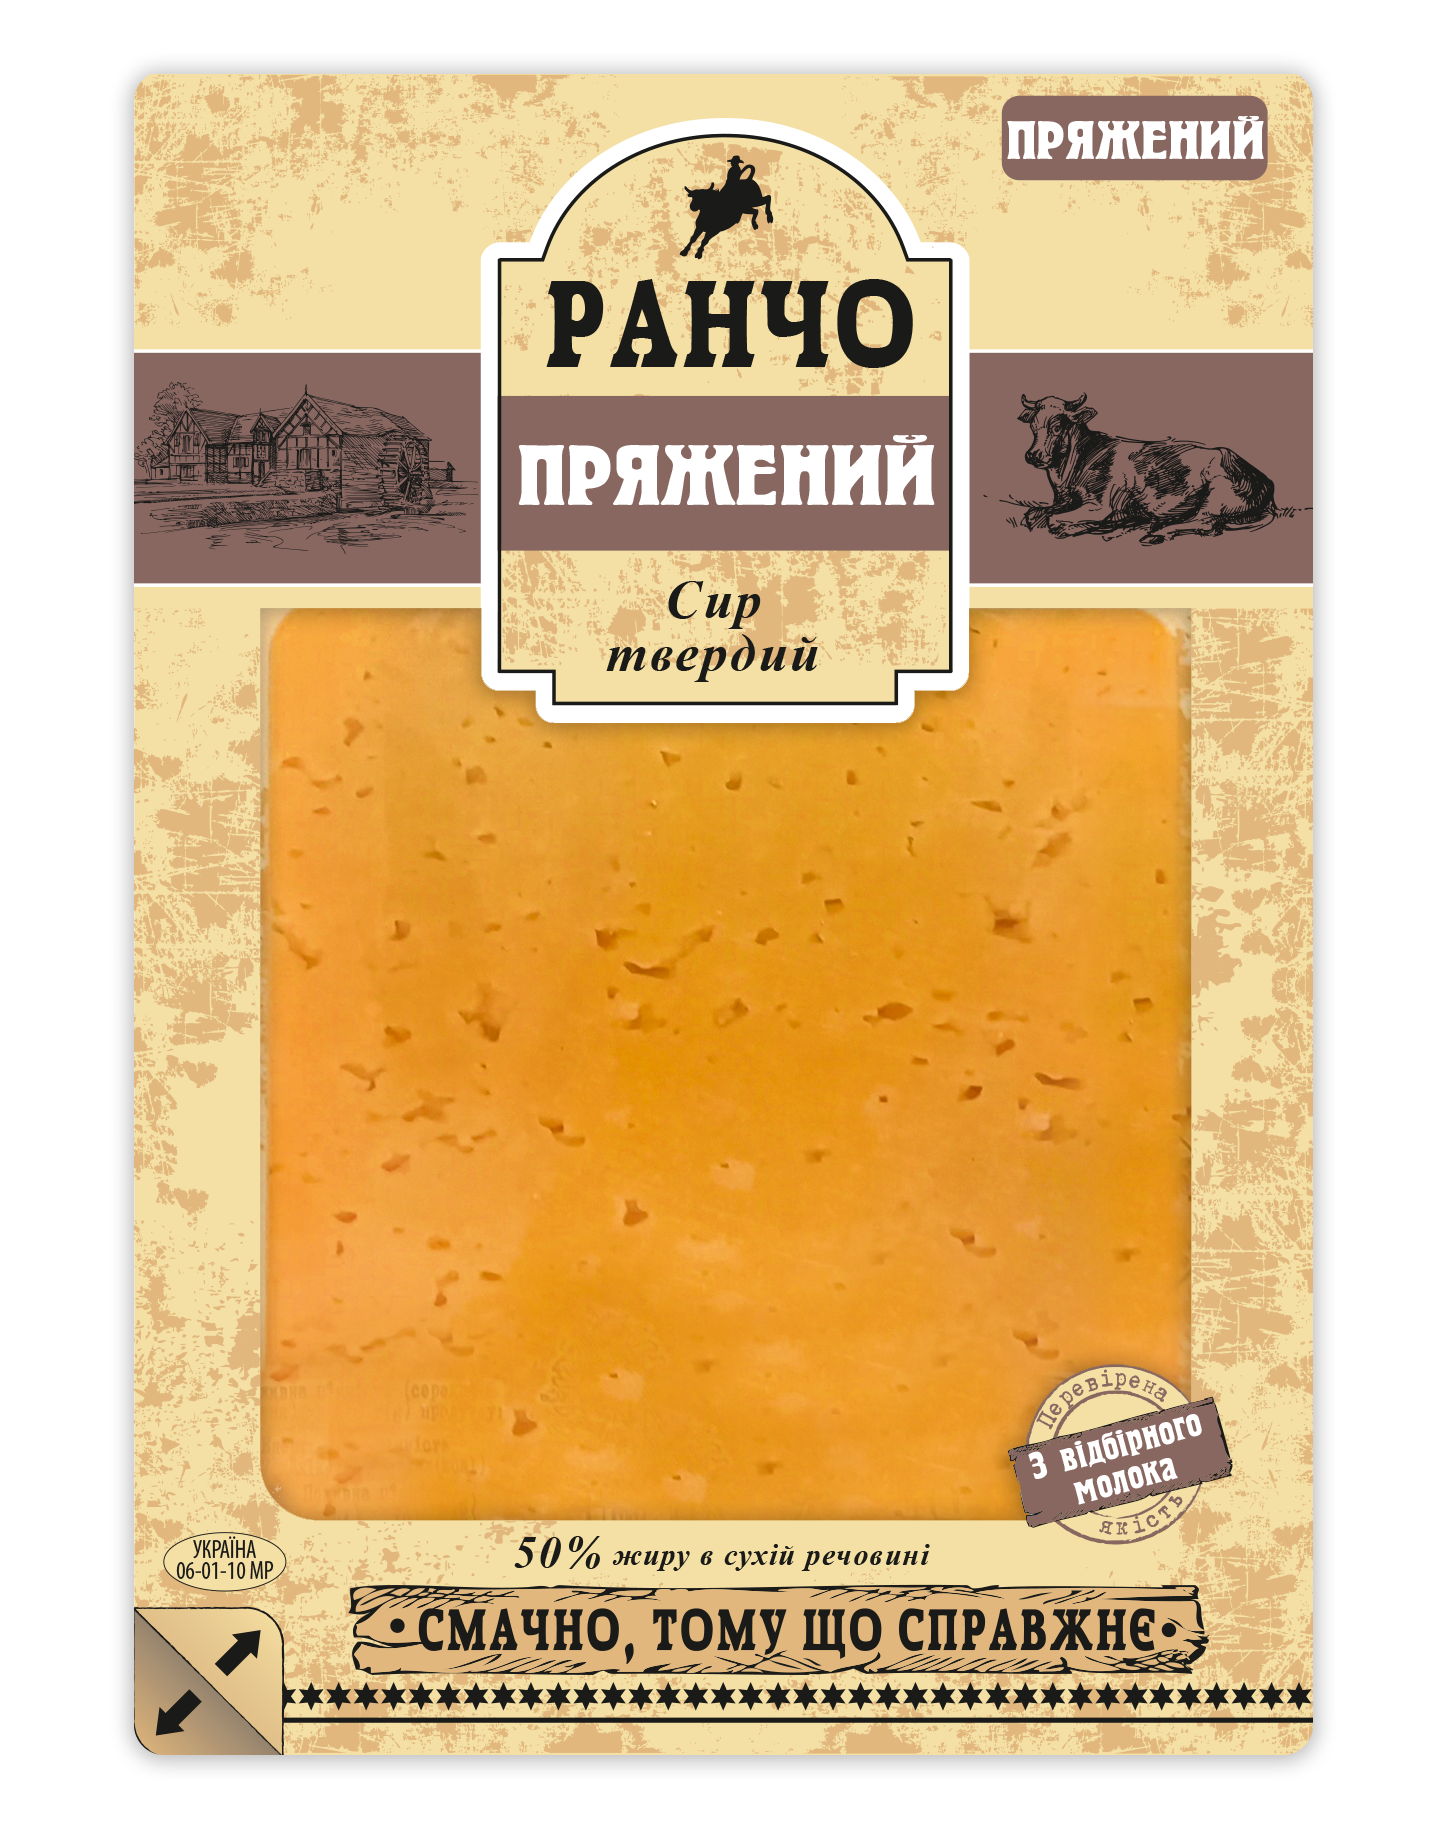 ПРЯЖЕНИЙ
РАНЧО
ПРЯЖЕНИЙ
Сир
твердий
Перевірена
З відбірного
молока
якість
50% жиру в сухій речовині
УКРАЇНА
06-01-10 МР
•СМАЧНО, ТОМУ ЩО СПРАВЖНЄ•